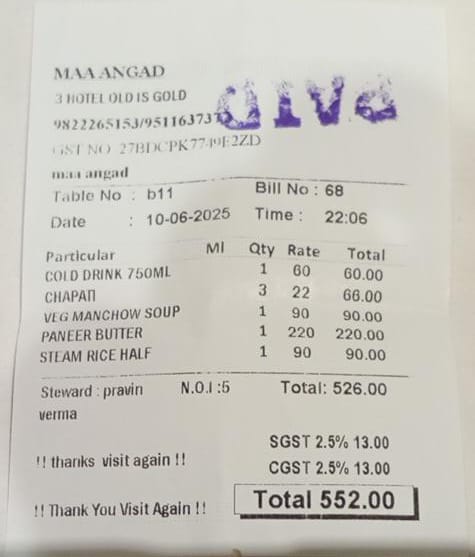 MAA ANGAD
3 HOTEL OLD IS GOLD
PAID
9822265153/951163737
GST NO 27BDCPK7749E2ZD
maa angad
Table No : b11 Bill No : 68
Date : 10-06-2025 Time : 22:06
Particular Ml Qty Rate Total
COLD DRINK 750ML 1 60 60.00
CHAPATI 3 22 66.00
VEG MANCHOW SOUP 1 90 90.00
PANEER BUTTER 1 220 220.00
STEAM RICE HALF 1 90 90.00
Steward : pravin N.O.I :5 Total: 526.00
verma
SGST 2.5% 13.00
!! thanks visit again !!
CGST 2.5% 13.00
!! Thank You Visit Again !! Total 552.00